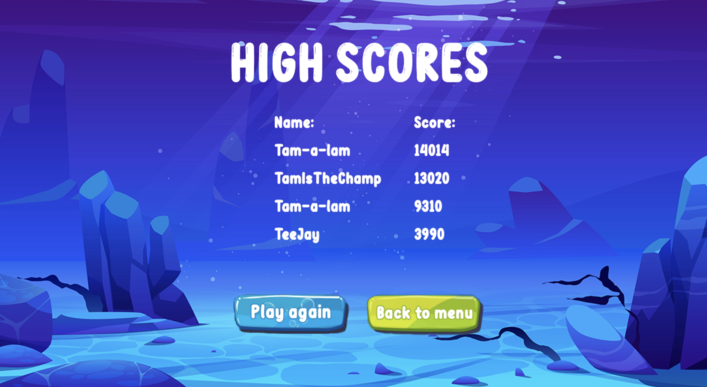 HIGH SCORES
Name: Score:
Tam-a-lam 14014
TamIsTheChamp 13020
Tam-a-lam 9310
TeeJay 3990
Play again Back to menu